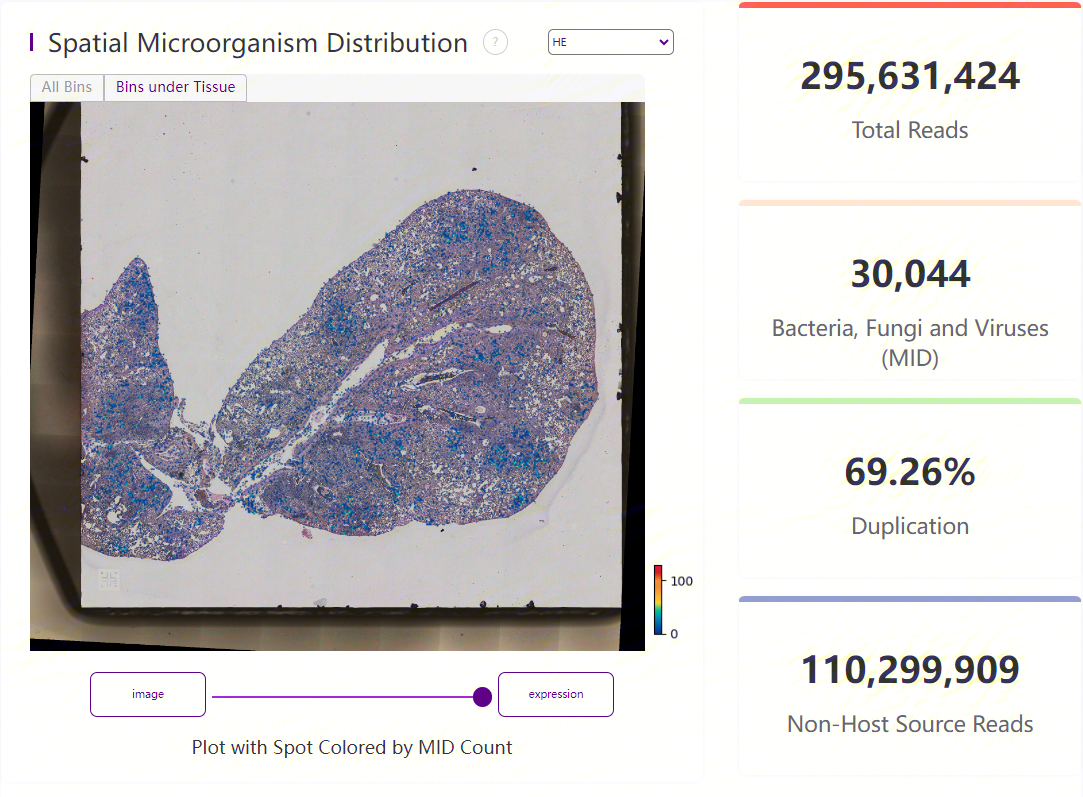 Spatial Microorganism Distribution
?
HE
All Bins
Bins under Tissue
100
0
image
expression
Plot with Spot Colored by MID Count
295,631,424
Total Reads
30,044
Bacteria, Fungi and Viruses
(MID)
69.26%
Duplication
110,299,909
Non-Host Source Reads